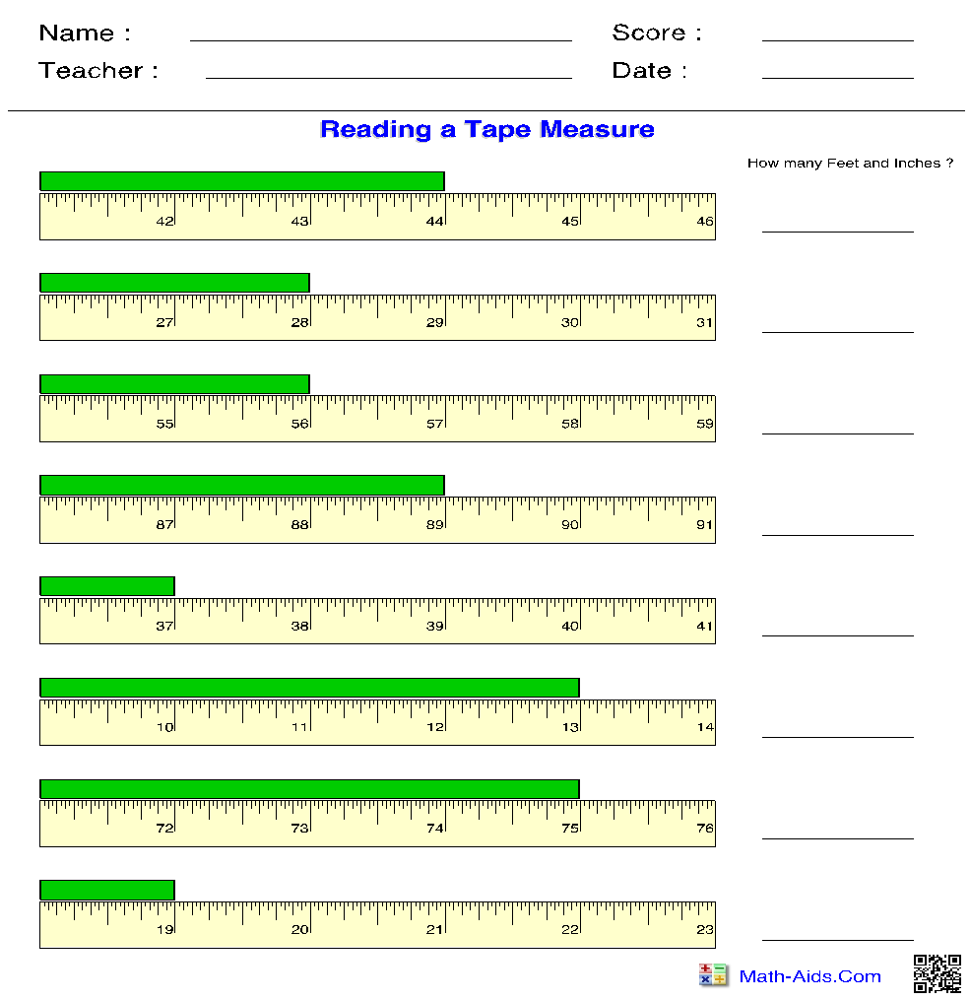 Name : Score :
Teacher : Date :
Reading a Tape Measure
How many Feet and Inches ?
42 43 44 45 46
27 28 29 30 31
55 56 57 58 59
87 88 89 90 91
37 38 39 40 41
10 11 12 13 14
72 73 74 75 76
19 20 21 22 23
Math-Aids.Com